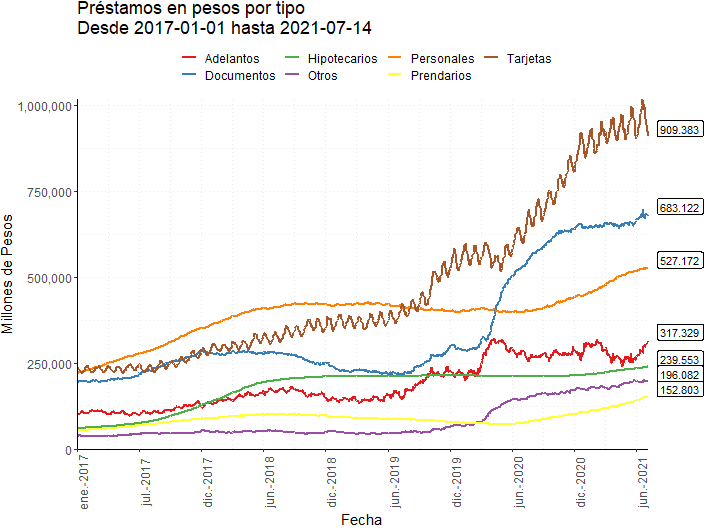 Préstamos en pesos por tipo
Desde 2017-01-01 hasta 2021-07-14
Adelantos Hipotecarios Personales Tarjetas
Documentos Otros Prendarios
Millones de Pesos
1,000,000
750,000
500,000
250,000
0
909.383
683.122
527.172
317.329
239.553
196.082
152.803
ene.-2017
jul.-2017
dic.-2017
jun.-2018
dic.-2018
jun.-2019
dic.-2019
jun.-2020
dic.-2020
jun.-2021
Fecha